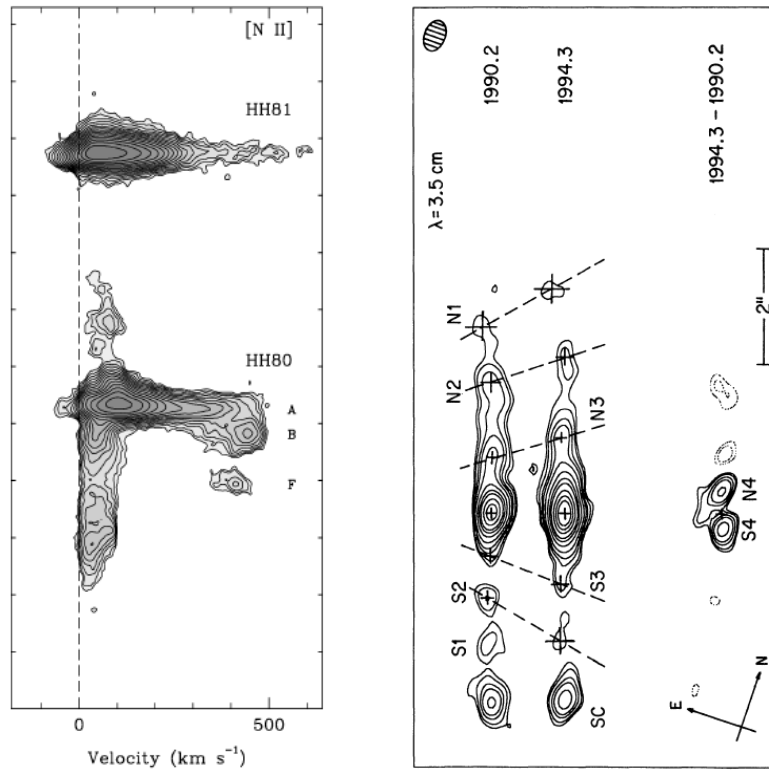 [N II]
HH81
HH80
A
B
F
0
500
Velocity (km s⁻¹)
λ=3.5 cm
1990.2
1994.3
1994.3 – 1990.2
N1
N2
N3
N4
S4
S3
S2
S1
SC
2"
E
N